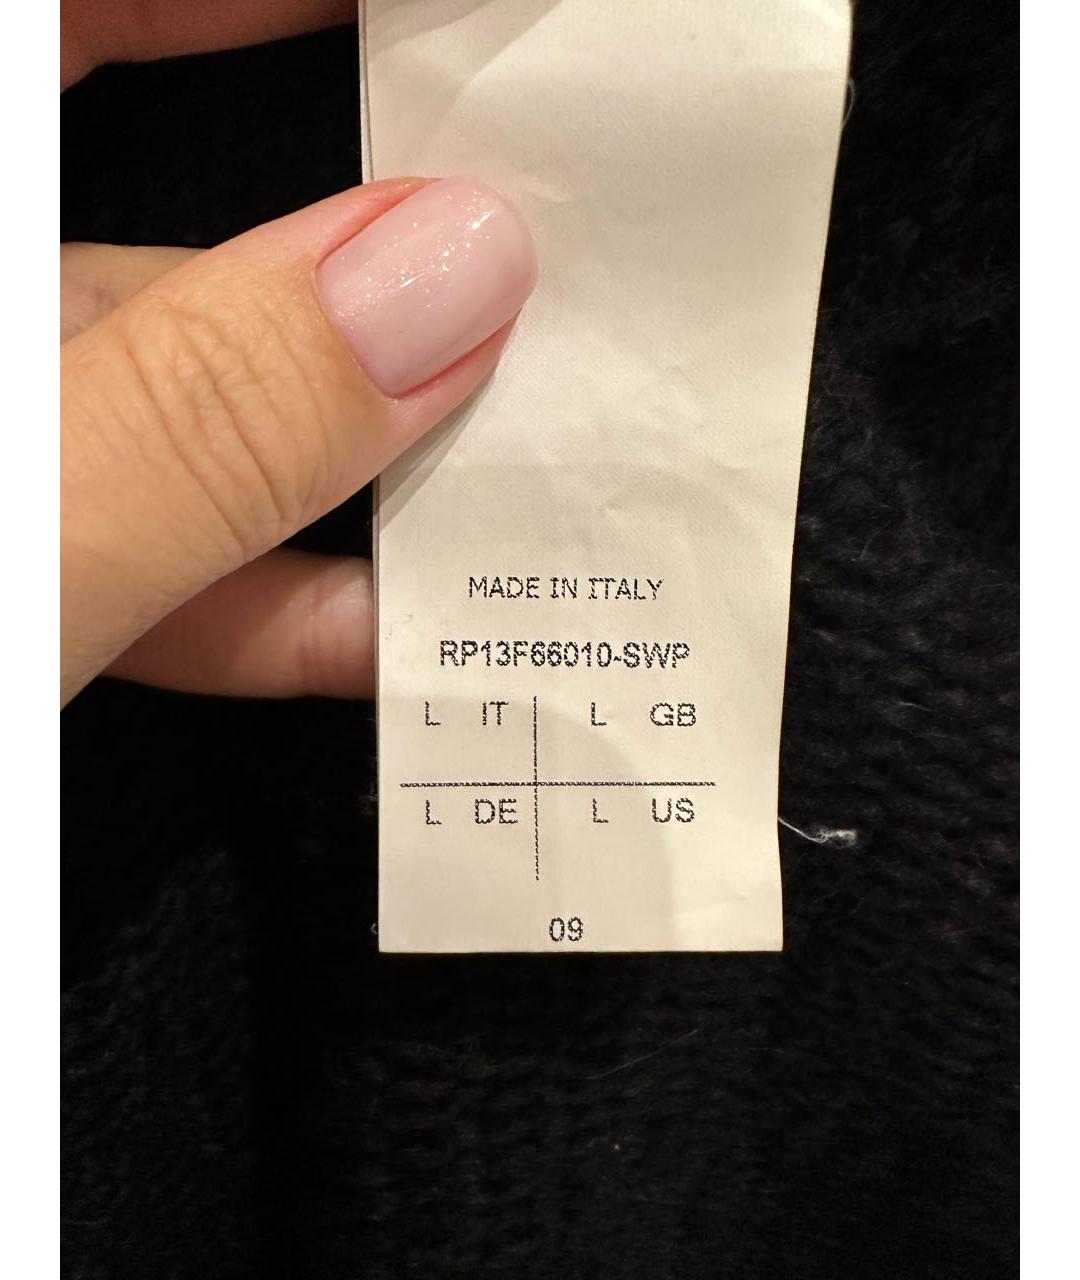 MADE IN ITALY
RP13F66010-SWP
L IT L GB
L DE L US
09